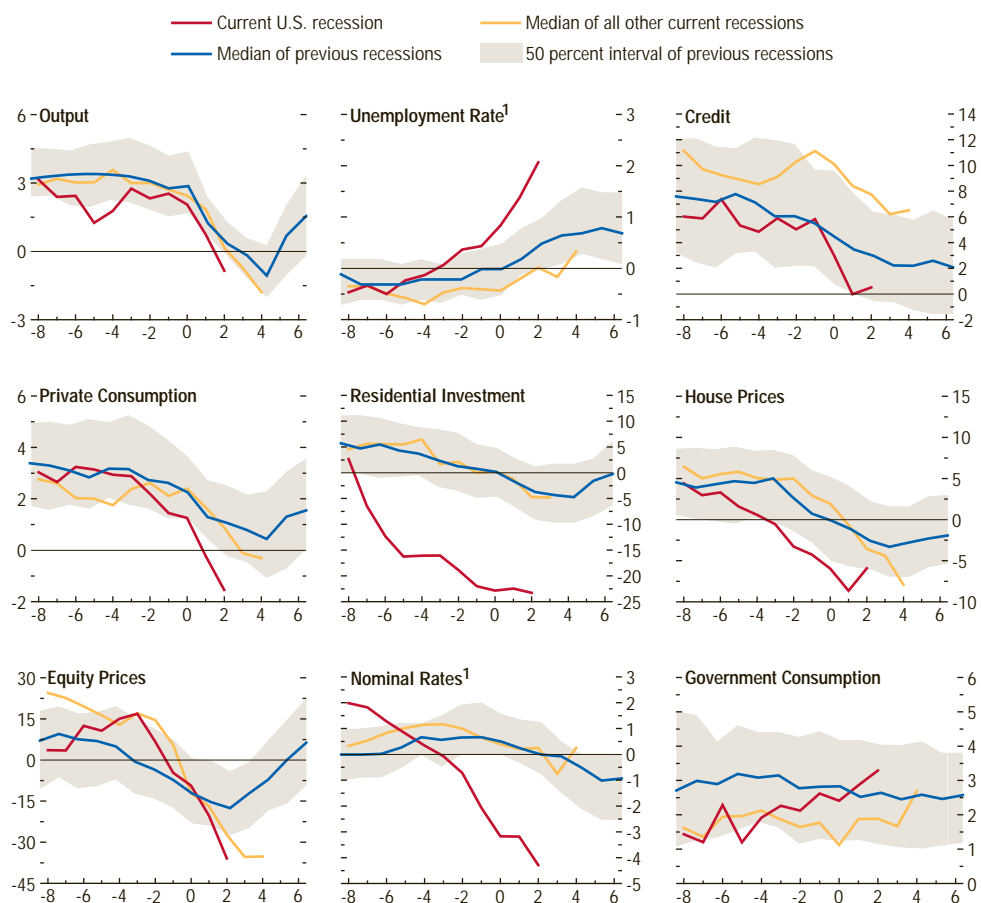 Current U.S. recession
Median of all other current recessions
Median of previous recessions
50 percent interval of previous recessions
Output
6
3
0
-3
-8 -6 -4 -2 0 2 4 6
Unemployment Rate1
3
2
1
0
-1
-8 -6 -4 -2 0 2 4 6
Credit
14
12
10
8
6
4
2
0
-2
-8 -6 -4 -2 0 2 4 6
Private Consumption
6
4
2
0
-2
-8 -6 -4 -2 0 2 4 6
Residential Investment
15
10
5
0
-5
-10
-15
-20
-25
-8 -6 -4 -2 0 2 4 6
House Prices
15
10
5
0
-5
-10
-8 -6 -4 -2 0 2 4 6
Equity Prices
30
15
0
-15
-30
-45
-8 -6 -4 -2 0 2 4 6
Nominal Rates1
3
2
1
0
-1
-2
-3
-4
-5
-8 -6 -4 -2 0 2 4 6
Government Consumption
6
5
4
3
2
1
0
-8 -6 -4 -2 0 2 4 6